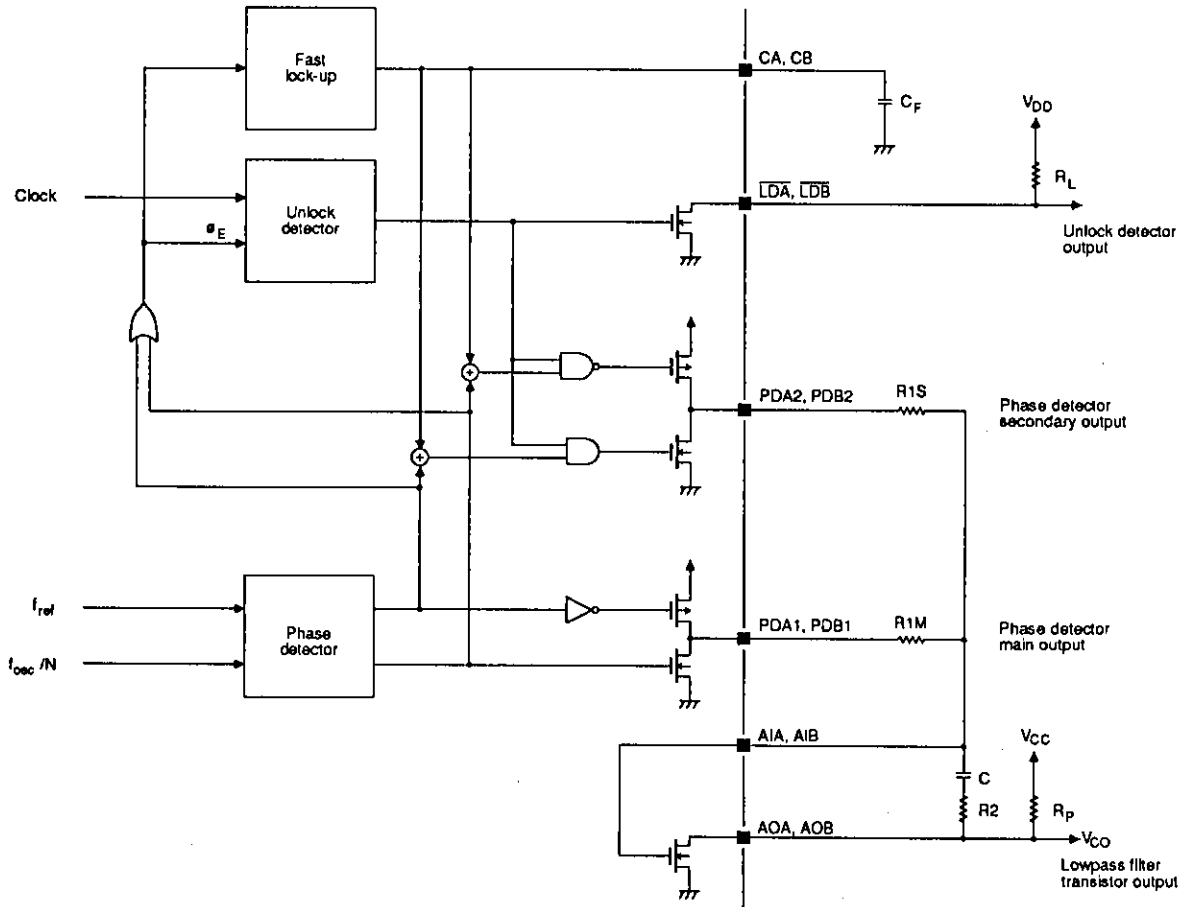 Fast
lock-up
CA, CB
C_F
V_DD
R_L
Clock
ø_E
Unlock
detector
L̅D̅A̅, L̅D̅B̅
Unlock detector
output
PDA2, PDB2
R1S
Phase detector
secondary output
+
+
f_ref
f_osc /N
Phase
detector
PDA1, PDB1
R1M
Phase detector
main output
AIA, AIB
V_CC
C
R2
R_P
AOA, AOB
V_CO
Lowpass filter
transistor output